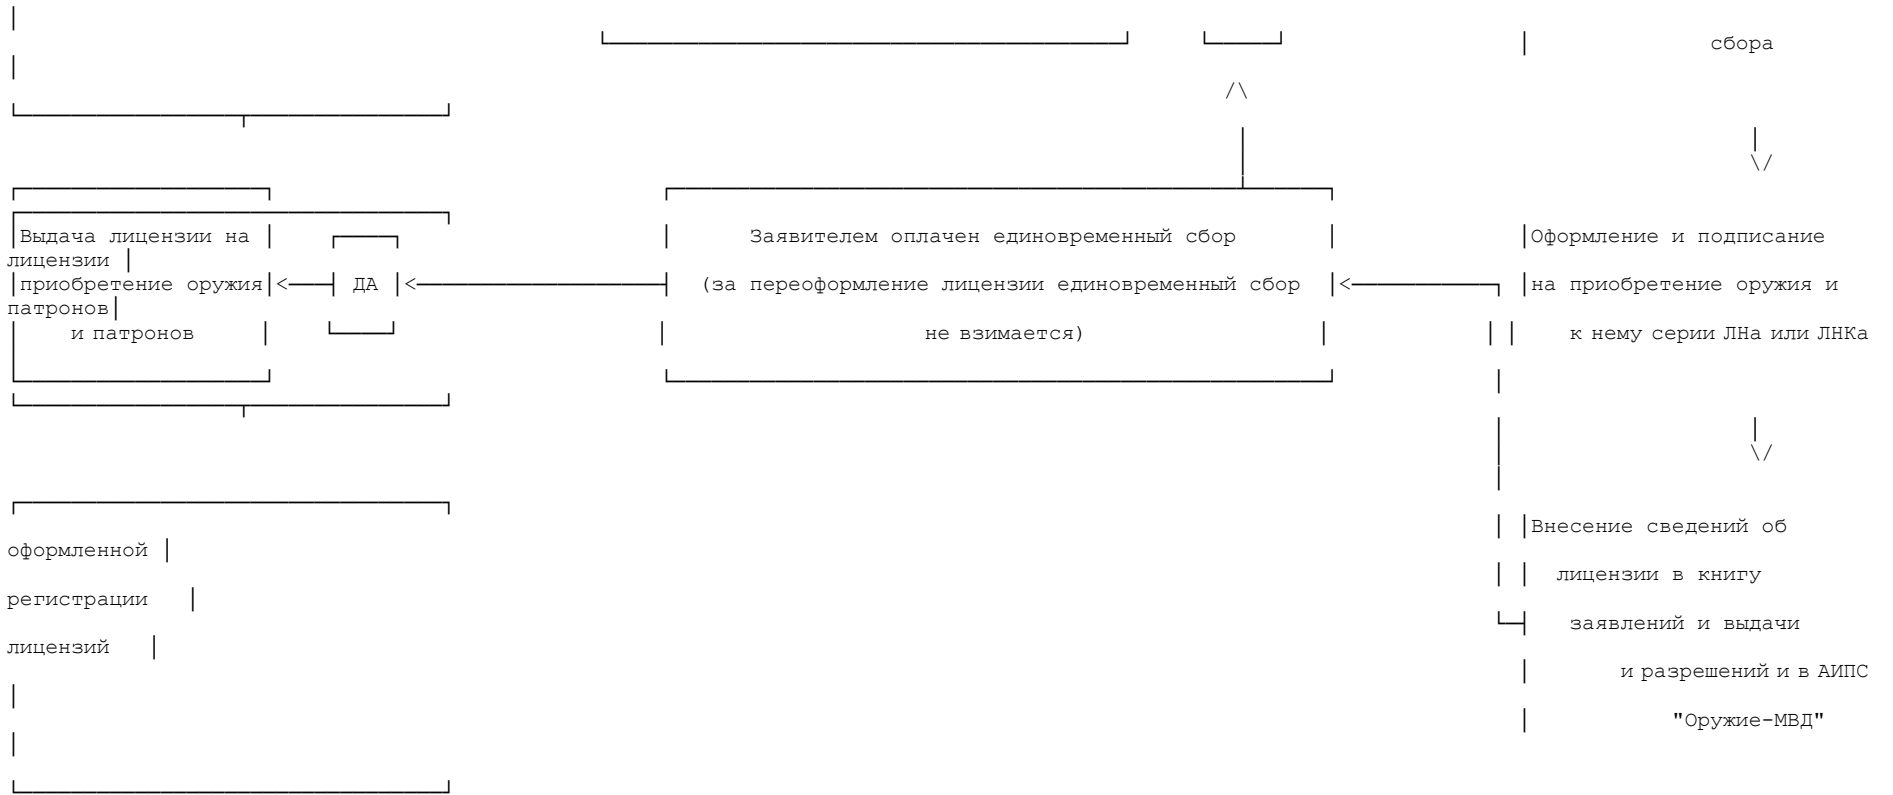 сбора
Выдача лицензии на Заявителем оплачен единовременный сбор Оформление и подписание
лицензии
приобретение оружия ДА (за переоформление лицензии единовременный сбор на приобретение оружия и
патронов
и патронов не взимается) к нему серии ЛНа или ЛНКа
Внесение сведений об
оформленной
лицензии в книгу
регистрации
заявлений и выдачи
лицензий
и разрешений и в АИПС
"Оружие-МВД"